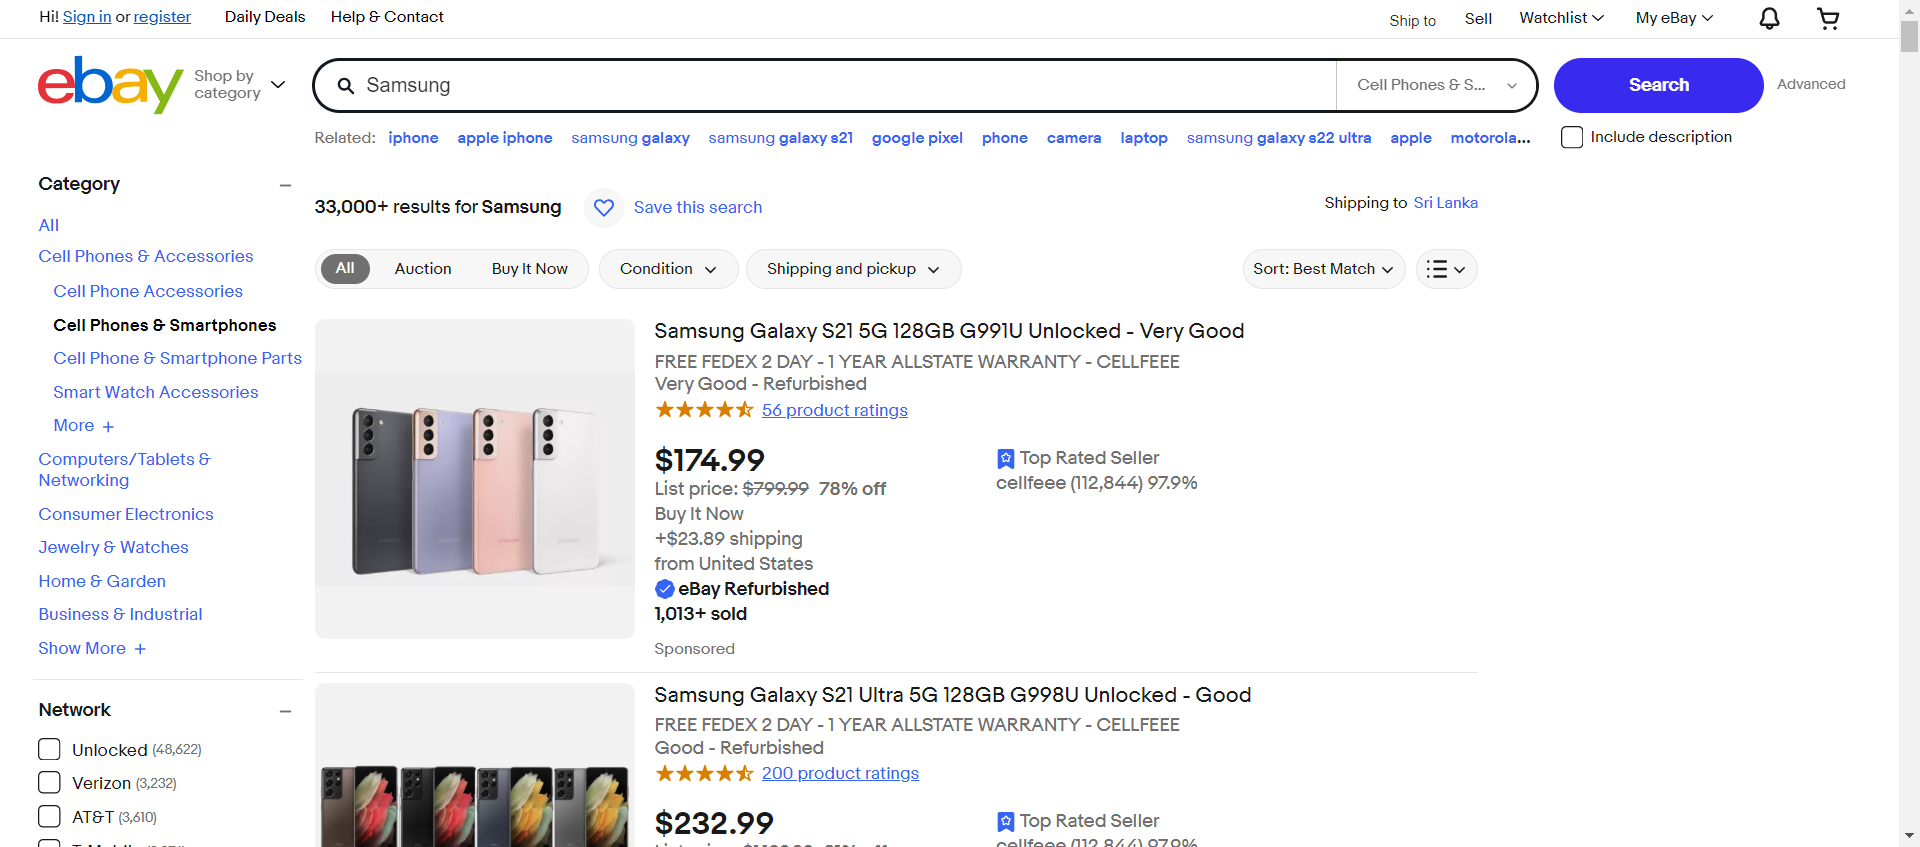 Hi! Sign in or register
Daily Deals
Help & Contact
Ship to
Sell
Watchlist
My eBay
ebay
Shop by
category
Samsung
Cell Phones & S...
Search
Advanced
Related: iphone apple iphone samsung galaxy samsung galaxy s21 google pixel phone camera laptop samsung galaxy s22 ultra apple motorola...
Include description
Category
All
Cell Phones & Accessories
Cell Phone Accessories
Cell Phones & Smartphones
Cell Phone & Smartphone Parts
Smart Watch Accessories
More +
Computers/Tablets &
Networking
Consumer Electronics
Jewelry & Watches
Home & Garden
Business & Industrial
Show More +
Network
Unlocked (48,622)
Verizon (3,232)
AT&T (3,610)
33,000+ results for Samsung
Save this search
Shipping to Sri Lanka
All
Auction
Buy It Now
Condition
Shipping and pickup
Sort: Best Match
Samsung Galaxy S21 5G 128GB G991U Unlocked - Very Good
FREE FEDEX 2 DAY - 1 YEAR ALLSTATE WARRANTY - CELLFEEE
Very Good - Refurbished
56 product ratings
$174.99
List price: $799.99 78% off
Buy It Now
+$23.89 shipping
from United States
eBay Refurbished
1,013+ sold
Sponsored
Top Rated Seller
cellfeee (112,844) 97.9%
Samsung Galaxy S21 Ultra 5G 128GB G998U Unlocked - Good
FREE FEDEX 2 DAY - 1 YEAR ALLSTATE WARRANTY - CELLFEEE
Good - Refurbished
200 product ratings
$232.99
Top Rated Seller
cellfeee (112,844) 97.9%